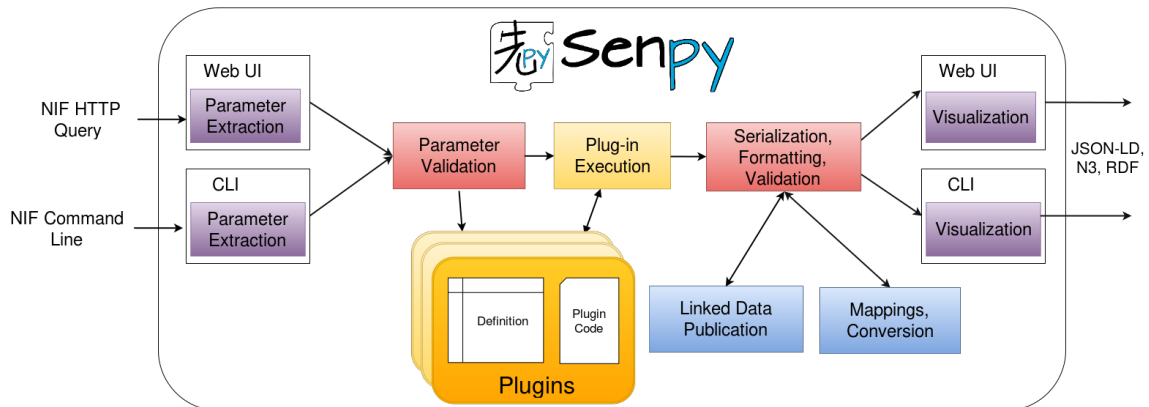 先
py
senpy
Web UI
Parameter
Extraction
NIF HTTP
Query
CLI
Parameter
Extraction
NIF Command
Line
Parameter
Validation
Plug-in
Execution
Serialization,
Formatting,
Validation
Web UI
Visualization
CLI
Visualization
JSON-LD,
N3, RDF
Definition
Plugin
Code
Plugins
Linked Data
Publication
Mappings,
Conversion